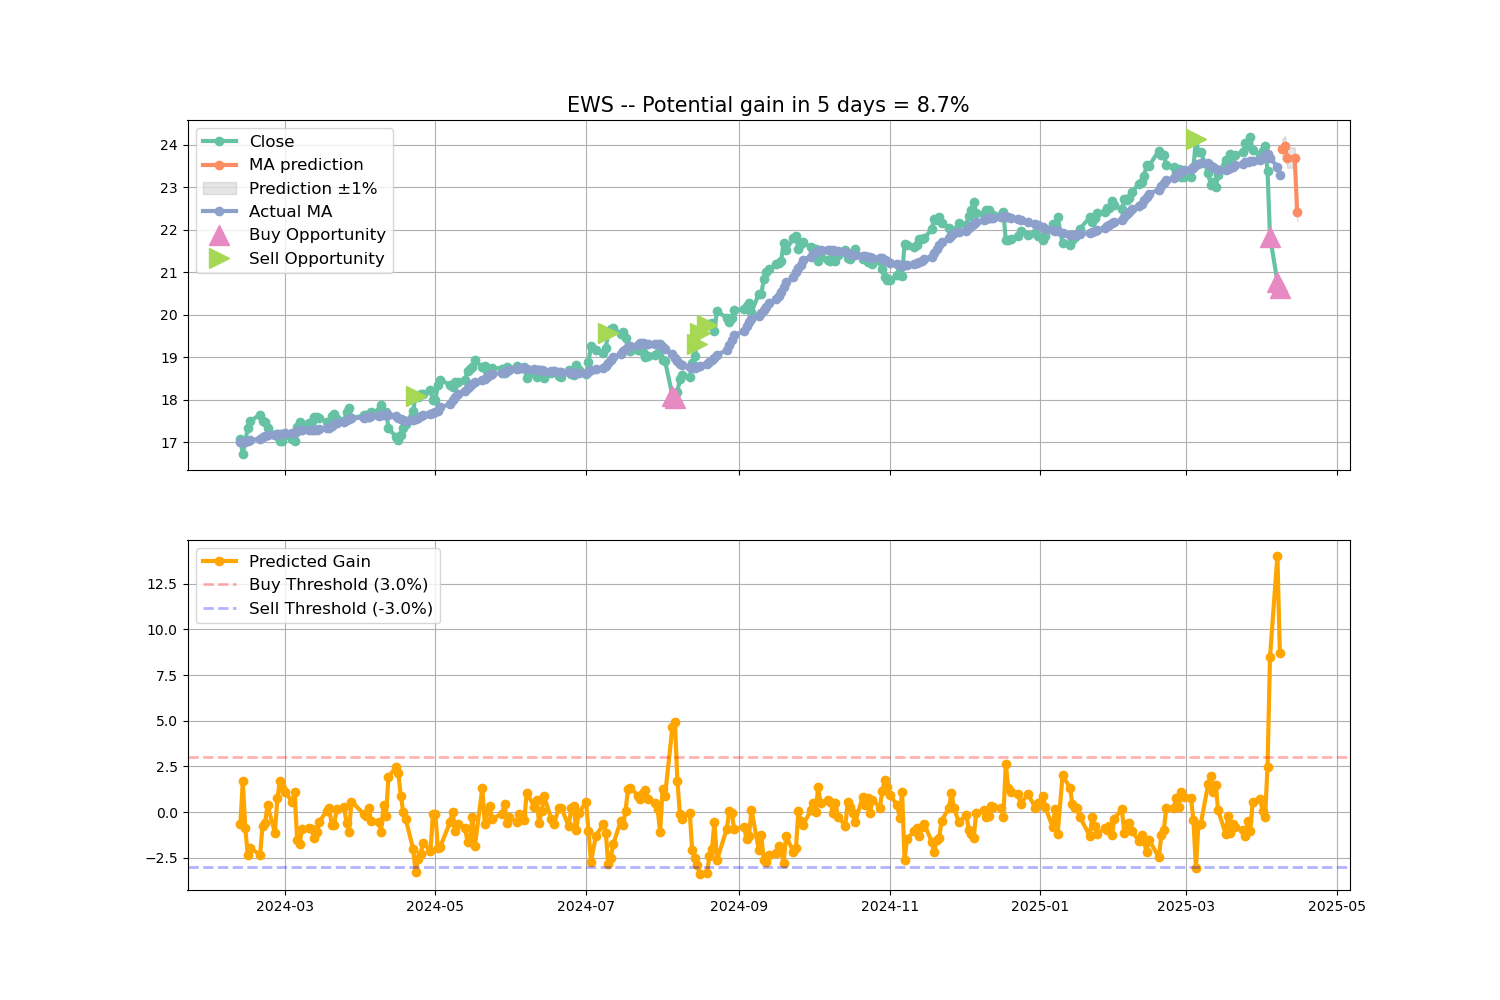 EWS -- Potential gain in 5 days = 8.7%
Close
MA prediction
Prediction ±1%
Actual MA
Buy Opportunity
Sell Opportunity
24
23
22
21
20
19
18
17
Predicted Gain
Buy Threshold (3.0%)
Sell Threshold (-3.0%)
12.5
10.0
7.5
5.0
2.5
0.0
−2.5
2024-03 2024-05 2024-07 2024-09 2024-11 2025-01 2025-03 2025-05